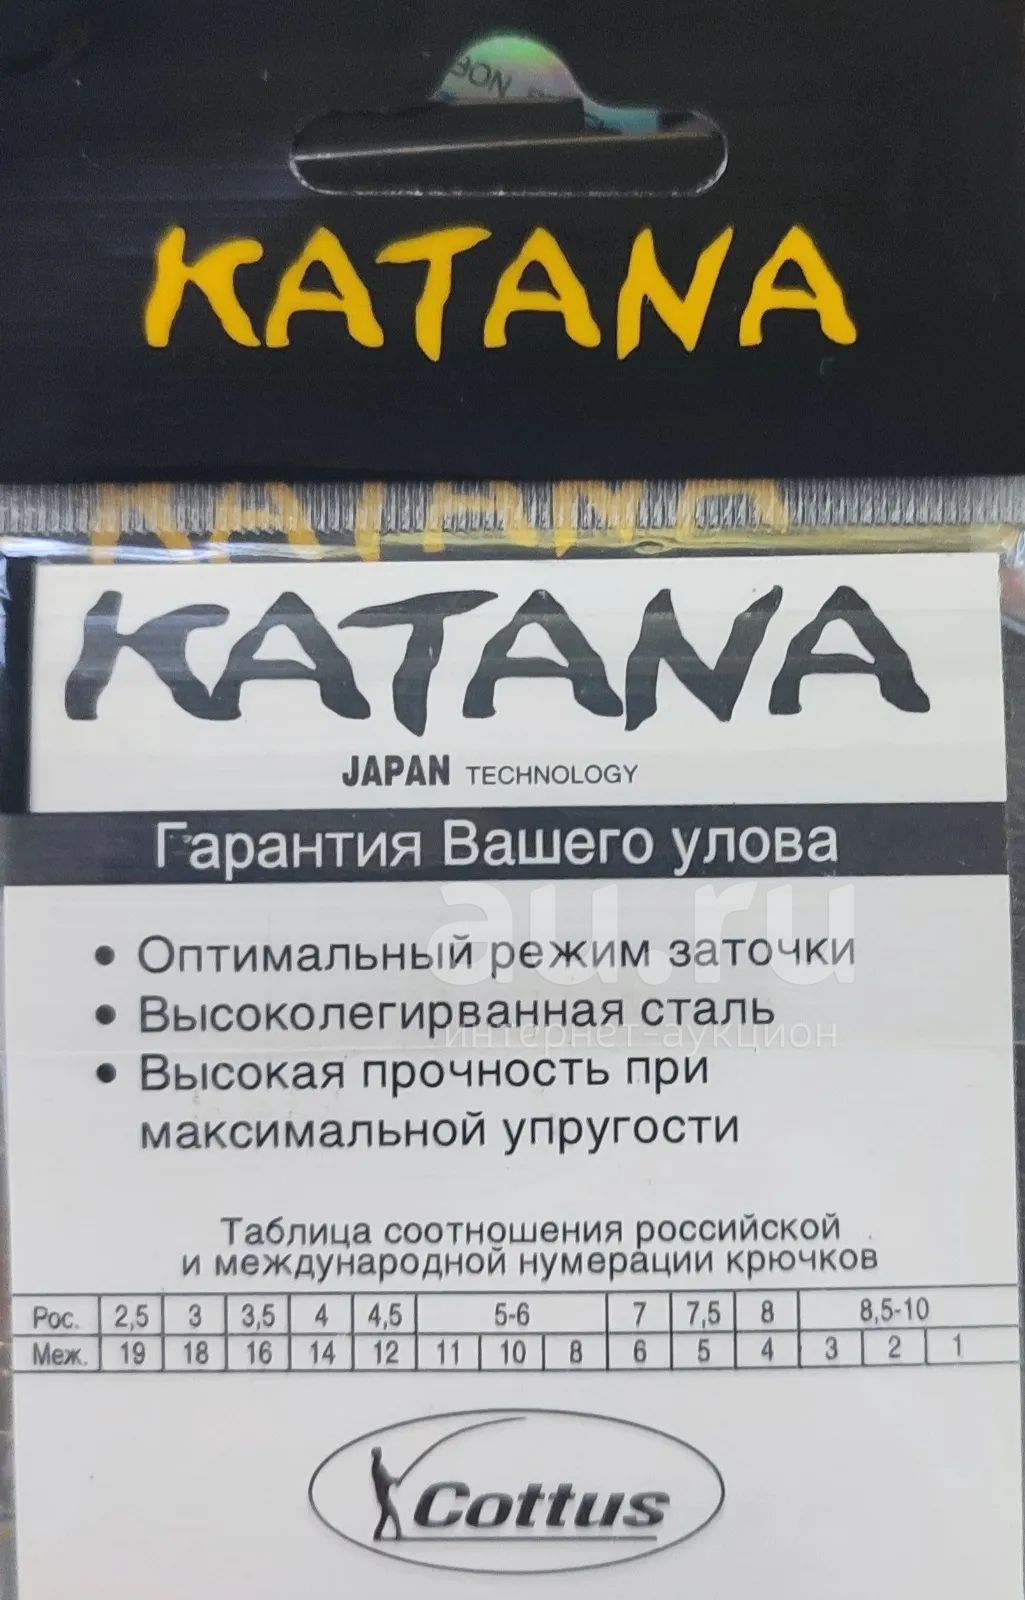 KATANA
KATANA
KATANA
JAPAN TECHNOLOGY
Гарантия Вашего улова
au.ru
• Оптимальный режим заточки
• Высоколегирванная сталь
интернет-аукцион
• Высокая прочность при
максимальной упругости
Таблица соотношения российской
и международной нумерации крючков
Рос. 2,5 3 3,5 4 4,5 5-6 7 7,5 8 8,5-10
Меж. 19 18 16 14 12 11 10 8 6 5 4 3 2 1
Cottus